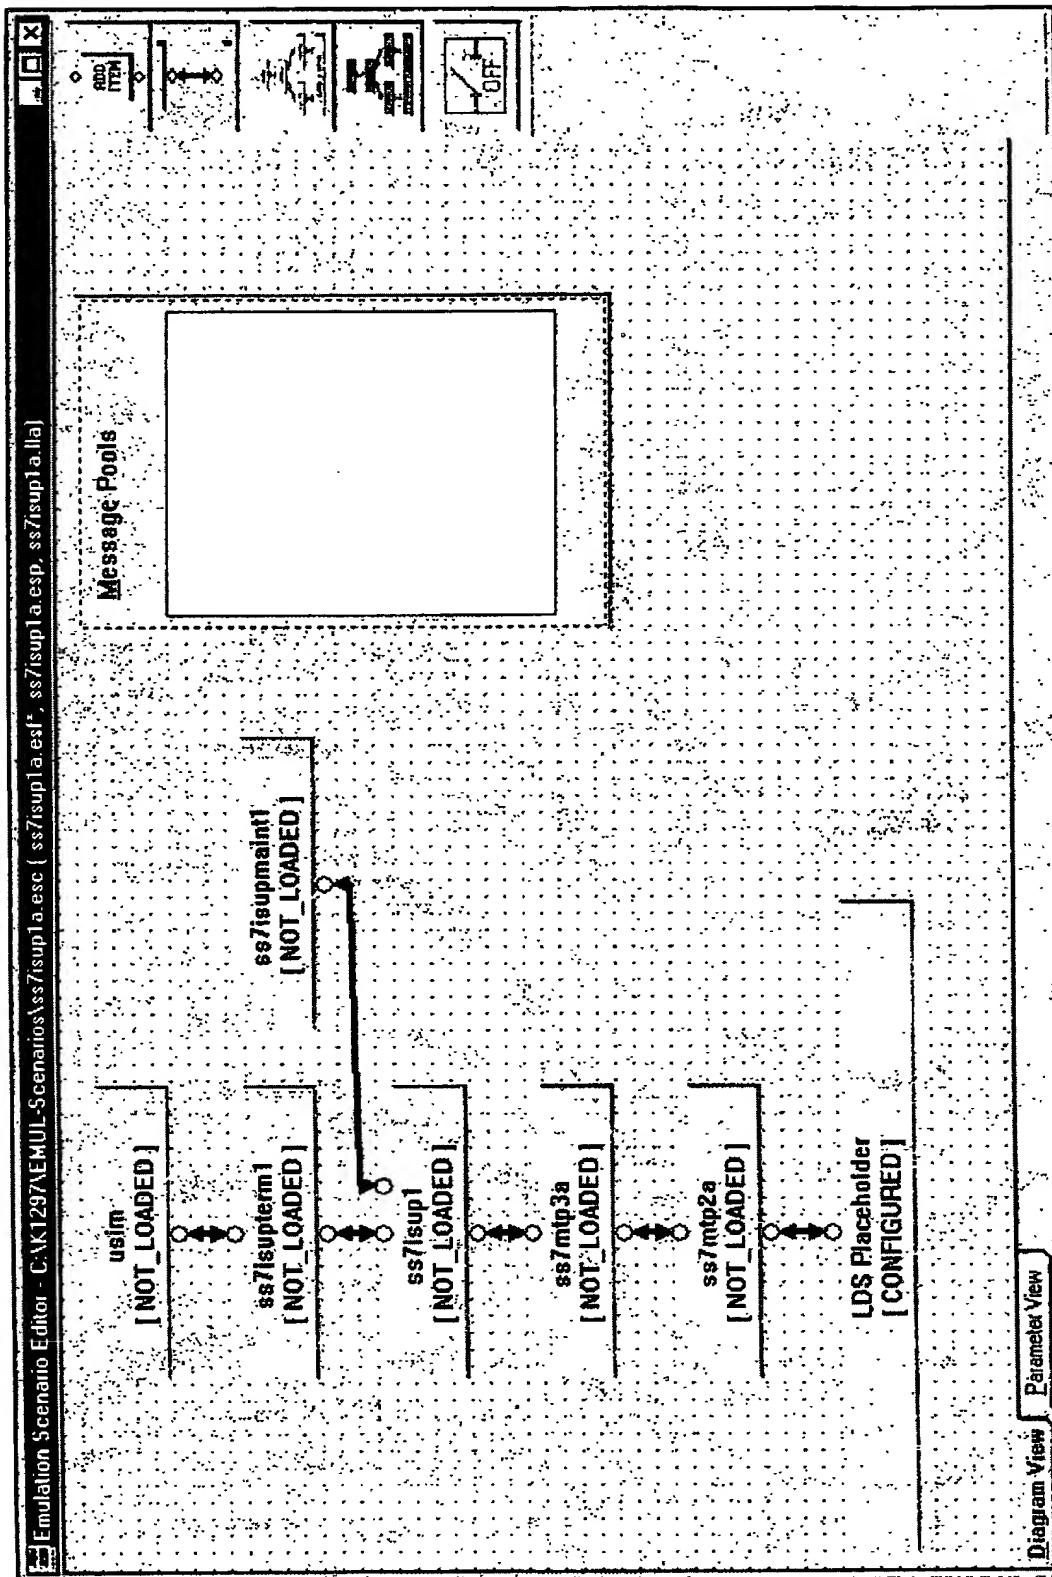 Emulation Scenario Editor - C:\K1297\EMUL-Scenarios\ss7isup1a.esc ( ss7isup1a.esf*, ss7isup1a.esp, ss7isup1a.lla)
ADD
ITEM
OFF
Message Pools
usim
[ NOT_LOADED ]
ss7isupterm1
[ NOT_LOADED ]
ss7isupmaint1
[ NOT_LOADED ]
ss7isup1
[ NOT_LOADED ]
ss7mtp3a
[ NOT_LOADED ]
ss7mtp2a
[ NOT_LOADED ]
LDS Placeholder
[ CONFIGURED ]
Diagram View
Parameter View